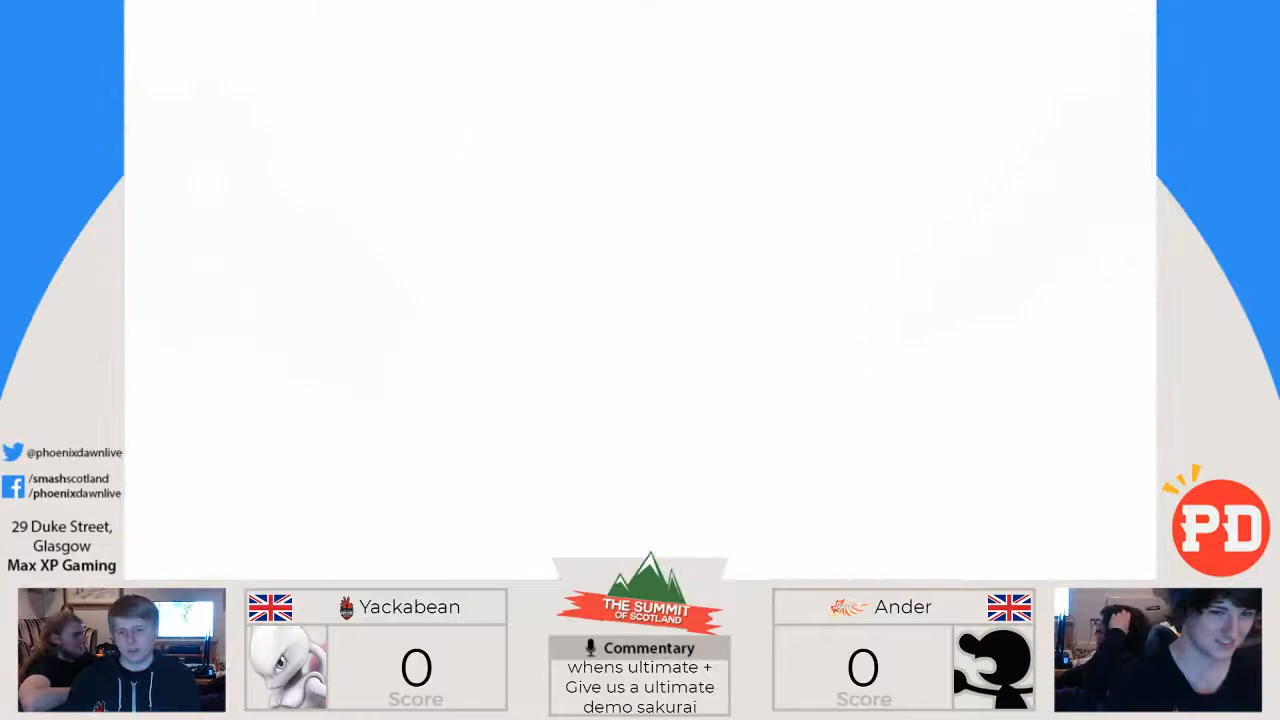 @phoenixdawnlive
/smashscotland
/phoenixdawnlive
29 Duke Street,
Glasgow
Max XP Gaming
PD
Yackabean
0
Score
THE SUMMIT
OF SCOTLAND
Commentary
whens ultimate +
Give us a ultimate
demo sakurai
Ander
0
Score